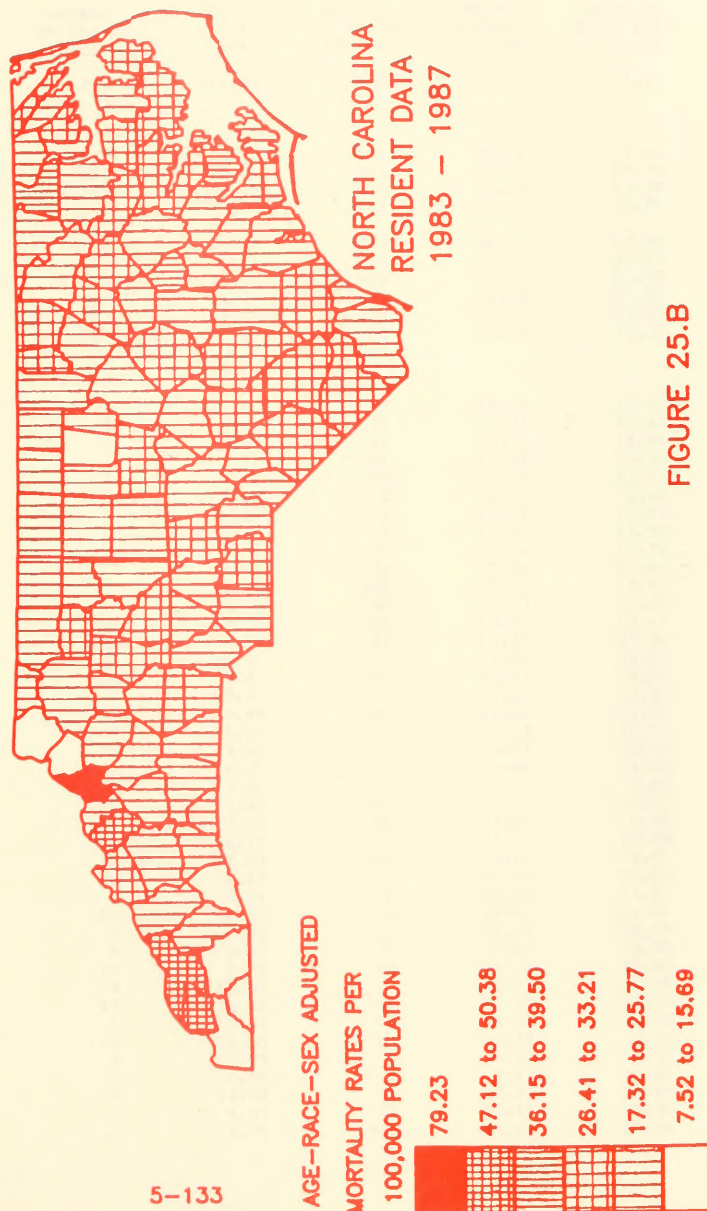 NORTH CAROLINA
RESIDENT DATA
1983 – 1987
AGE–RACE–SEX ADJUSTED
MORTALITY RATES PER
100,000 POPULATION
79.23
47.12 to 50.38
36.15 to 39.50
26.41 to 33.21
17.32 to 25.77
7.52 to 15.69
FIGURE 25.B
5–133